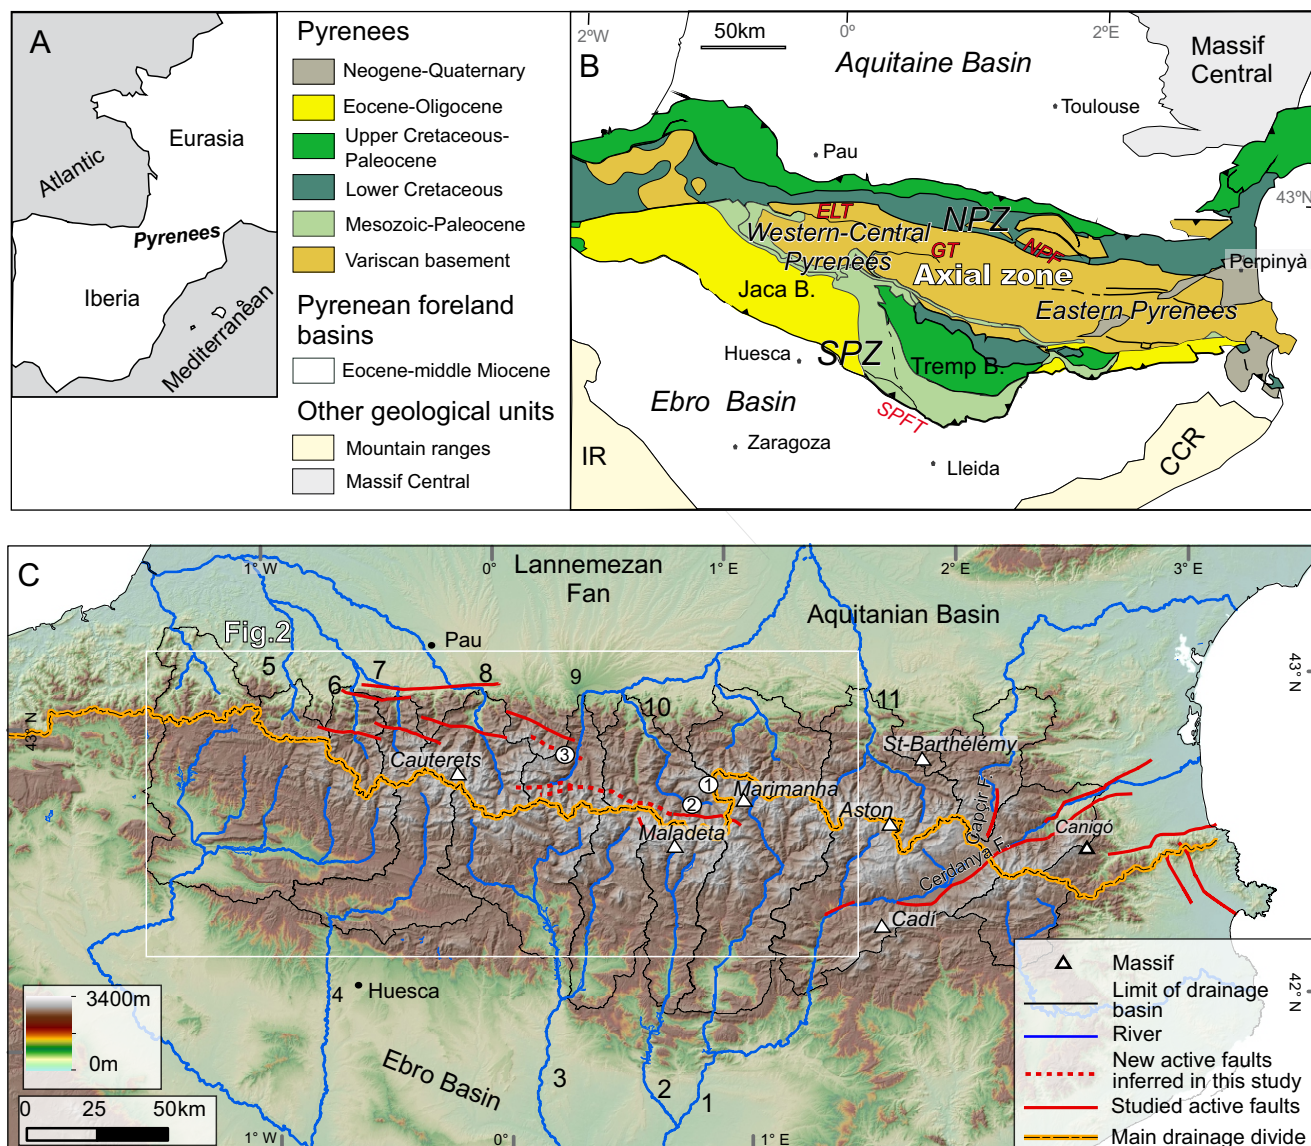 A
Eurasia
Atlantic
Pyrenees
Iberia
Mediterranêan
Pyrenees
Neogene-Quaternary
Eocene-Oligocene
Upper Cretaceous-
Paleocene
Lower Cretaceous
Mesozoic-Paleocene
Variscan basement
Pyrenean foreland
basins
Eocene-middle Miocene
Other geological units
Mountain ranges
Massif Central
2°W
0°
2°E
50km
B
Aquitaine Basin
Massif
Central
Toulouse
Pau
43°N
ELT
NPZ
Western-Central
Pyrenees
GT
NPF
Axial zone
Perpinyà
Jaca B.
Eastern Pyrenees
Huesca
SPZ
Tremp B.
Ebro Basin
SPFT
Zaragoza
IR
Lleida
CCR
C
1° W
0°
Lannemezan
Fan
1° E
2° E
3° E
Aquitanian Basin
Fig.2
Pau
5
6
7
8
9
10
11
43° N
43° N
St-Barthélémy
Cauterets
3
1
2
Marimanha
Maladeta
Aston
Capçir F.
Canigó
Cerdanya F.
Cadí
4
Huesca
Ebro Basin
3
2
1
42° N
3400m
0m
0 25 50km
1° W
0°
1° E
Massif
Limit of drainage
basin
River
New active faults
inferred in this study
Studied active faults
Main drainage divide